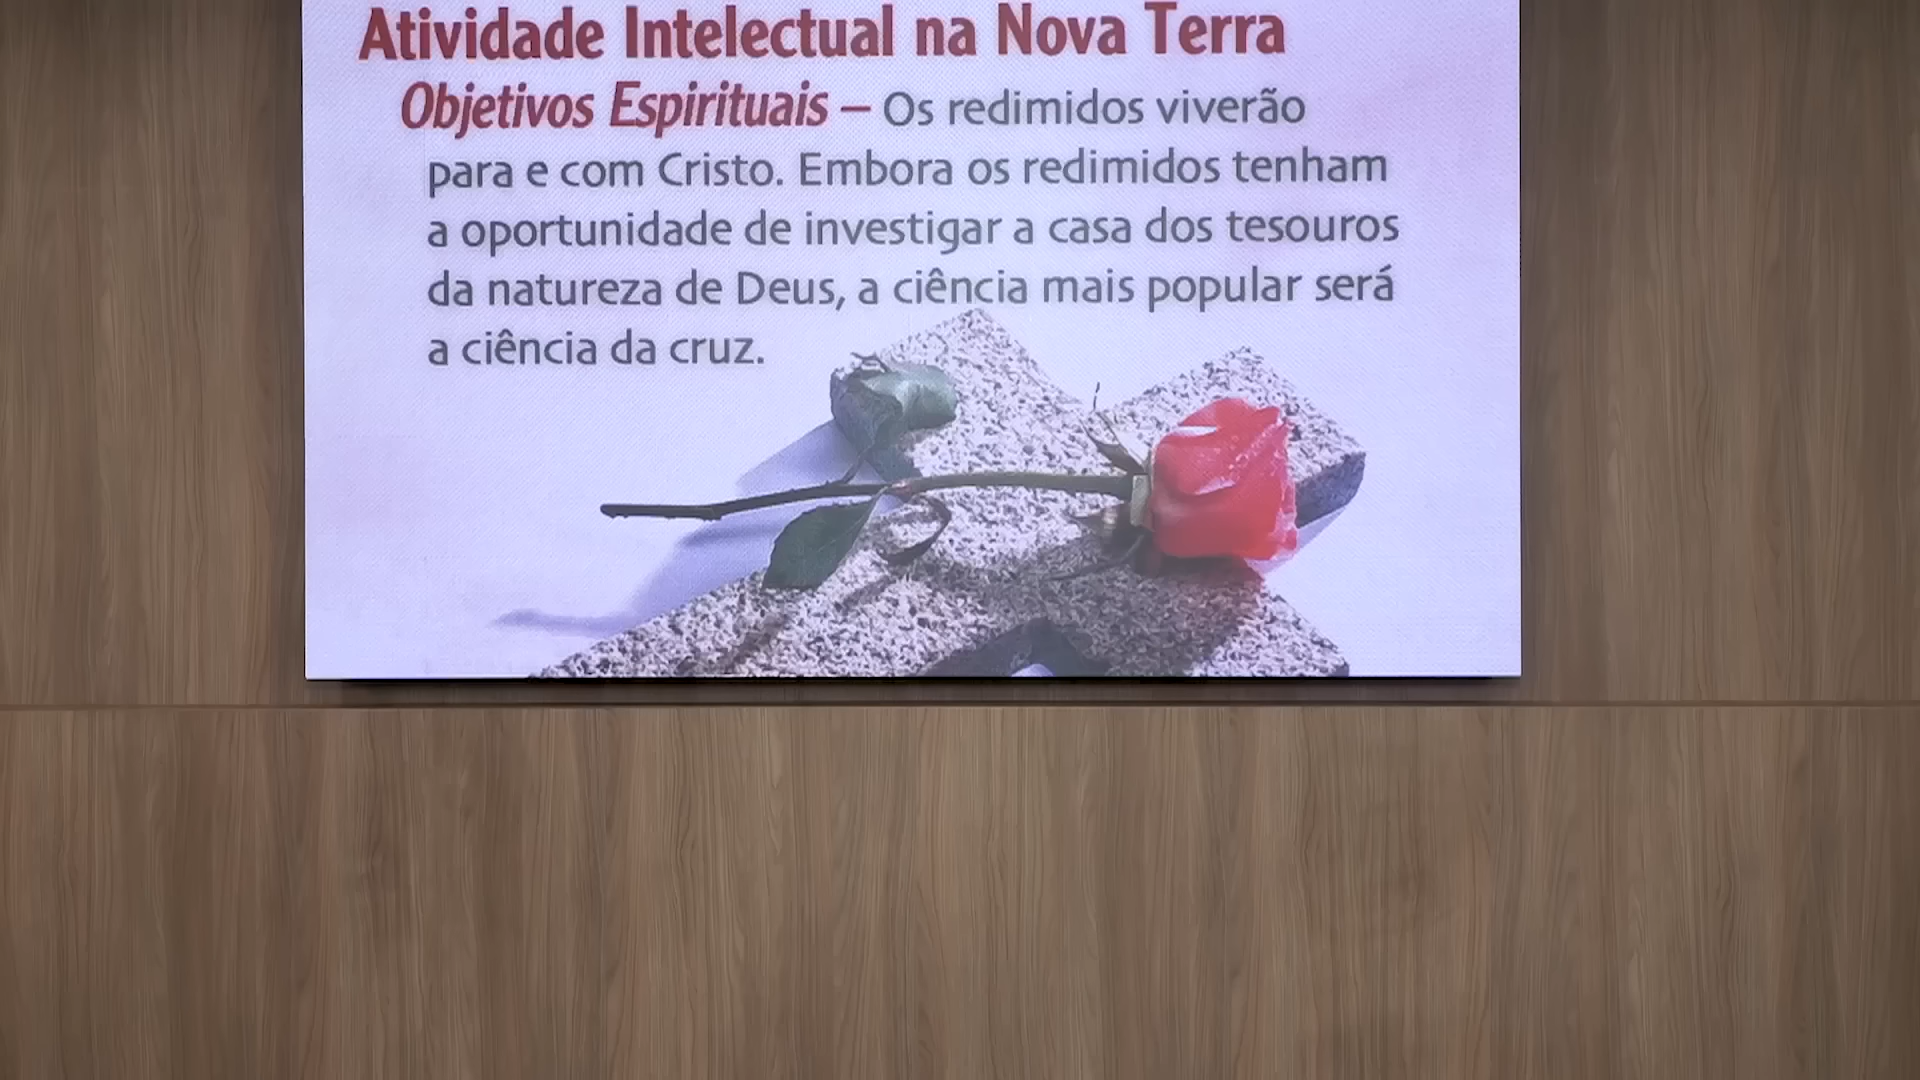 Atividade Intelectual na Nova Terra
Objetivos Espirituais – Os redimidos viverão
para e com Cristo. Embora os redimidos tenham
a oportunidade de investigar a casa dos tesouros
da natureza de Deus, a ciência mais popular será
a ciência da cruz.